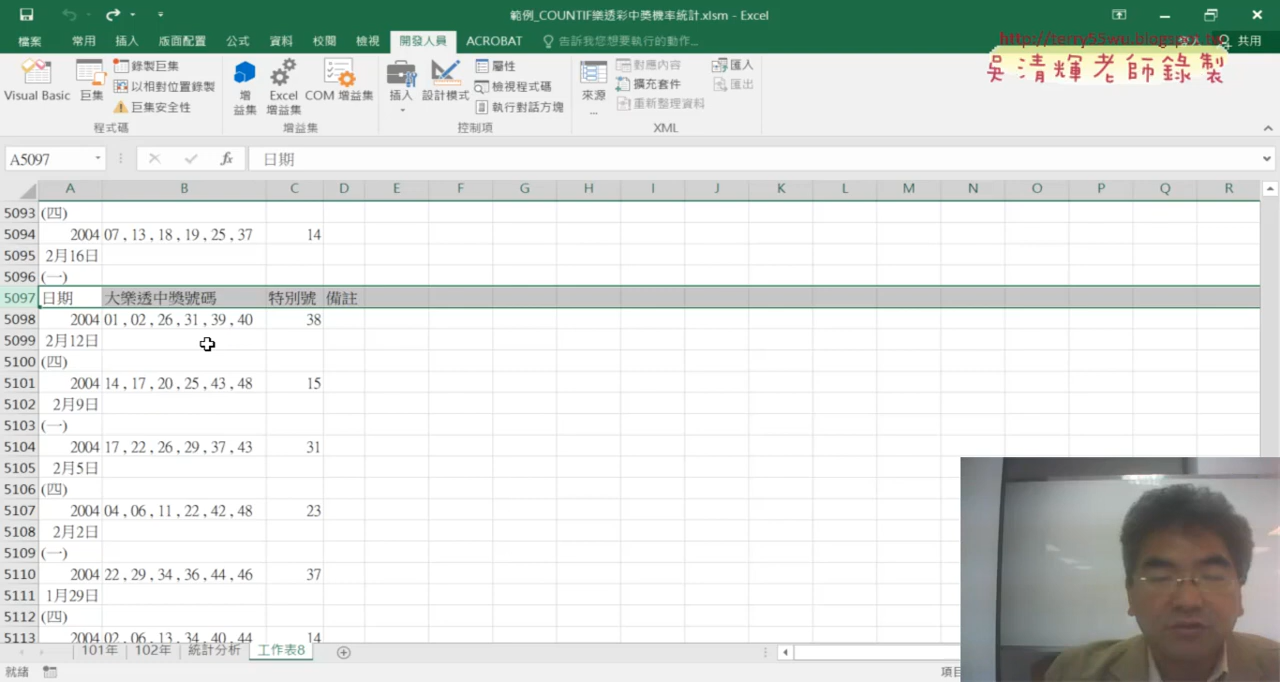 範例_COUNTIF樂透彩中獎機率統計.xlsm - Excel
檔案 常用 插入 版面配置 公式 資料 校閱 檢視 開發人員 ACROBAT 告訴我您想要執行的動作... 共用
http://terry55wu.blogspot.tw
吳清輝老師錄製
Visual Basic 巨集 錄製巨集 以相對位置錄製 巨集安全性
增益集 Excel 增益集 COM 增益集
插入 設計模式 屬性 檢視程式碼 執行對話方塊
來源... 對應內容 擴充套件 重新整理資料 匯入 匯出
程式碼 增益集 控制項 XML
A5097 fx 日期
A B C D E F G H I J K L M N O P Q R
5093 (四)
5094 2004 07 , 13 , 18 , 19 , 25 , 37 14
5095 2月16日
5096 (一)
5097 日期 大樂透中獎號碼 特別號 備註
5098 2004 01 , 02 , 26 , 31 , 39 , 40 38
5099 2月12日
5100 (四)
5101 2004 14 , 17 , 20 , 25 , 43 , 48 15
5102 2月9日
5103 (一)
5104 2004 17 , 22 , 26 , 29 , 37 , 43 31
5105 2月5日
5106 (四)
5107 2004 04 , 06 , 11 , 22 , 42 , 48 23
5108 2月2日
5109 (一)
5110 2004 22 , 29 , 34 , 36 , 44 , 46 37
5111 1月29日
5112 (四)
5113 2004 02 , 06 , 13 , 34 , 40 , 44 14
101年 102年 統計分析 工作表8
就緒 項目